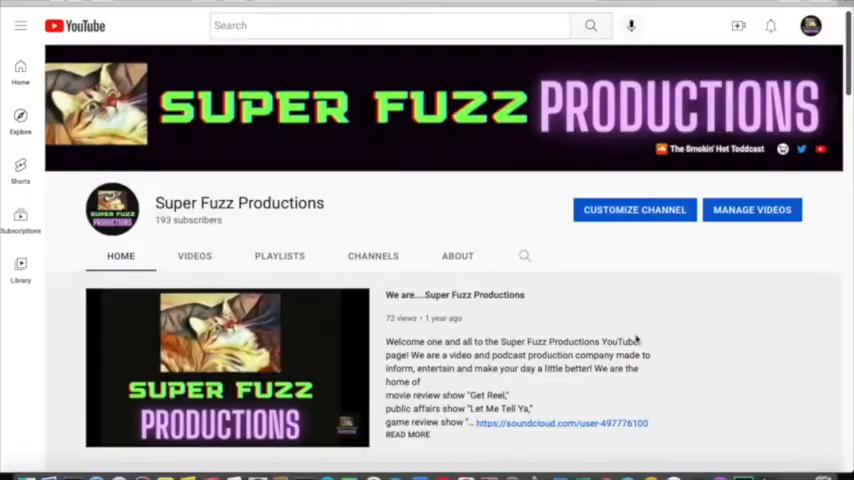 YouTube
Search
Home
Explore
Shorts
Subscriptions
Library
SUPER FUZZ PRODUCTIONS
The Smokin' Hot Toddcast
SUPER FUZZ
PRODUCTIONS
Super Fuzz Productions
193 subscribers
CUSTOMIZE CHANNEL
MANAGE VIDEOS
HOME VIDEOS PLAYLISTS CHANNELS ABOUT
SUPER FUZZ
PRODUCTIONS
We are....Super Fuzz Productions
72 views • 1 year ago
Welcome one and all to the Super Fuzz Productions YouTube
page! We are a video and podcast production company made to
inform, entertain and make your day a little better! We are the
home of
movie review show "Get Reel,"
public affairs show "Let Me Tell Ya,"
game review show "... https://soundcloud.com/user-497776100
READ MORE